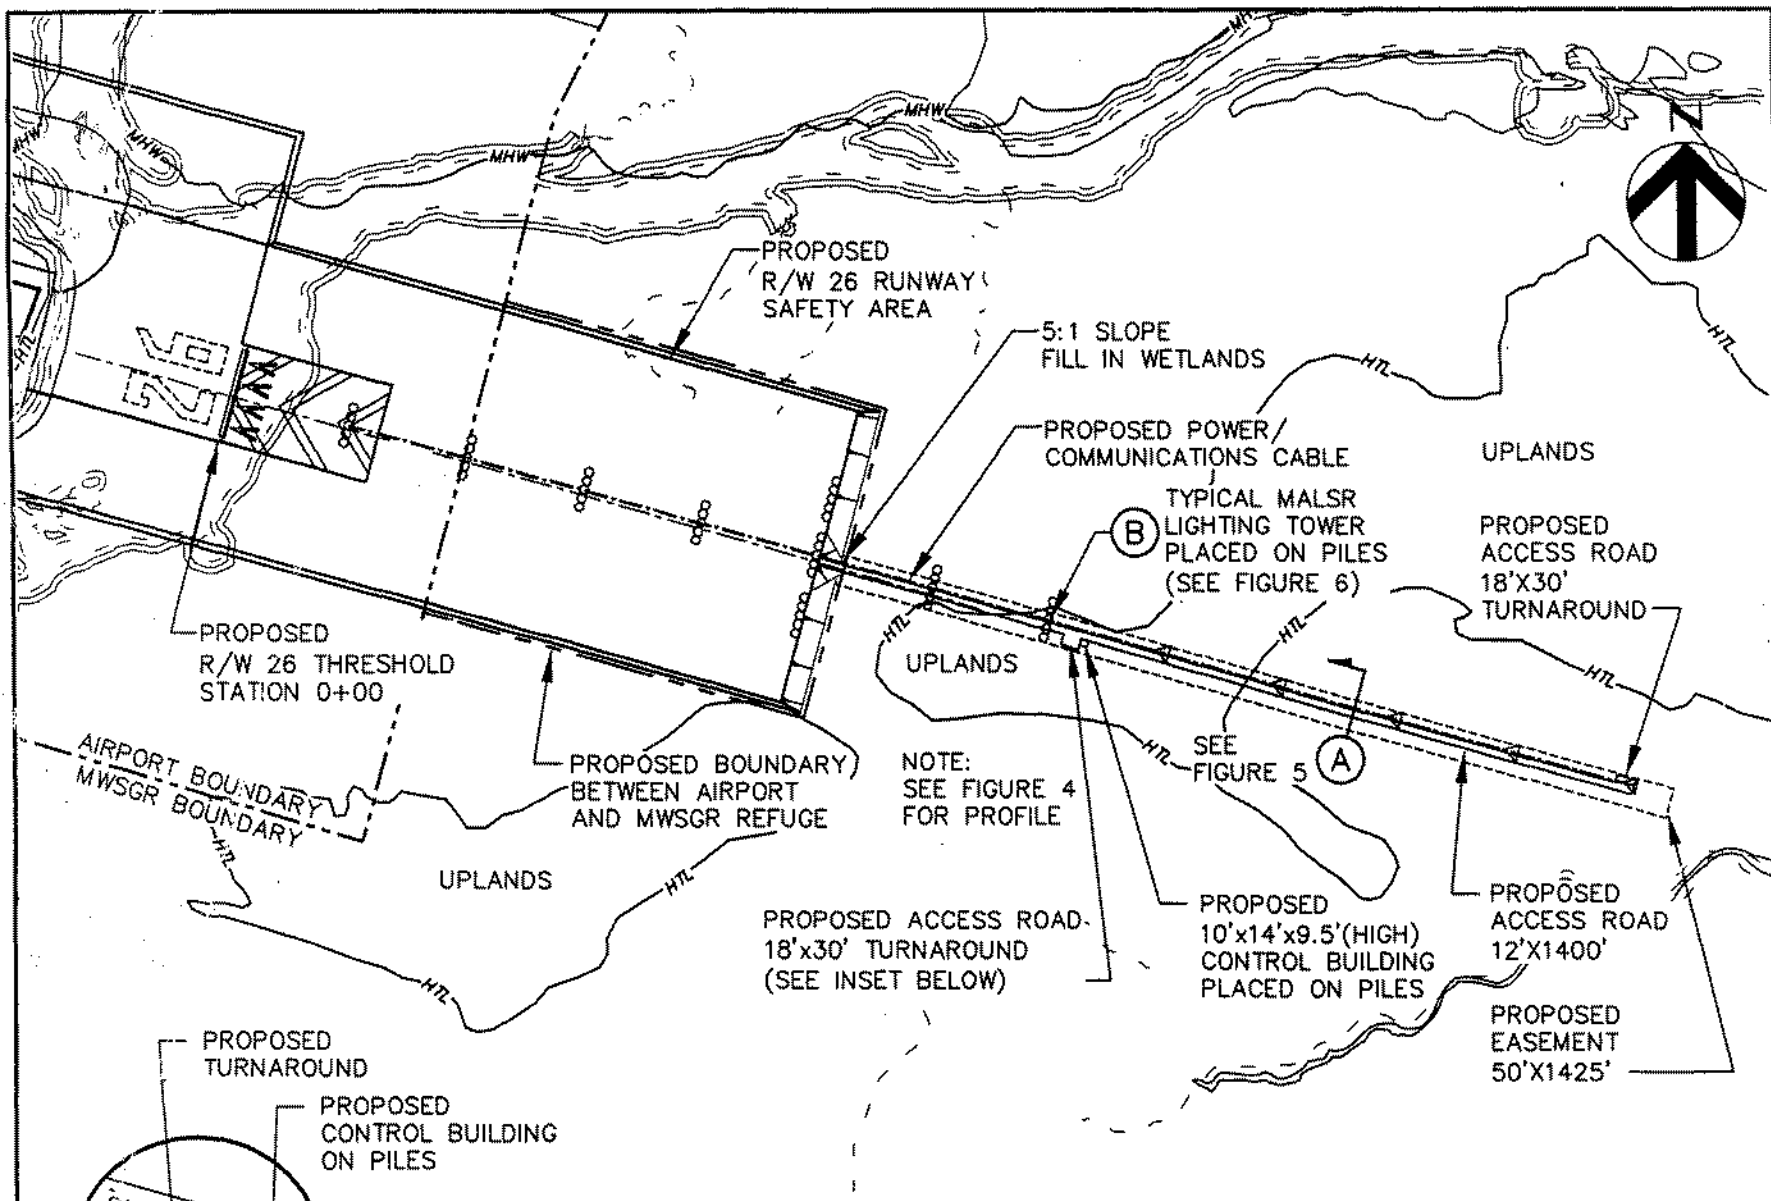 MHW
MHW
MHW
MHW
MHW
N
PROPOSED
R/W 26 RUNWAY
SAFETY AREA
5:1 SLOPE
FILL IN WETLANDS
HTL
HTL
HTL
PROPOSED POWER/
COMMUNICATIONS CABLE
UPLANDS
26
TYPICAL MALSR
LIGHTING TOWER
PLACED ON PILES
(SEE FIGURE 6)
B
PROPOSED
ACCESS ROAD
18'X30'
TURNAROUND
PROPOSED
R/W 26 THRESHOLD
STATION 0+00
HTL
UPLANDS
HTL
HTL
AIRPORT BOUNDARY
MWSGR BOUNDARY
PROPOSED BOUNDARY
BETWEEN AIRPORT
AND MWSGR REFUGE
NOTE:
SEE FIGURE 4
FOR PROFILE
HTL
SEE
FIGURE 5
A
HTL
UPLANDS
HTL
HTL
PROPOSED ACCESS ROAD
18'x30' TURNAROUND
(SEE INSET BELOW)
PROPOSED
10'x14'x9.5'(HIGH)
CONTROL BUILDING
PLACED ON PILES
PROPOSED
ACCESS ROAD
12'X1400'
PROPOSED
EASEMENT
50'X1425'
PROPOSED
TURNAROUND
PROPOSED
CONTROL BUILDING
ON PILES